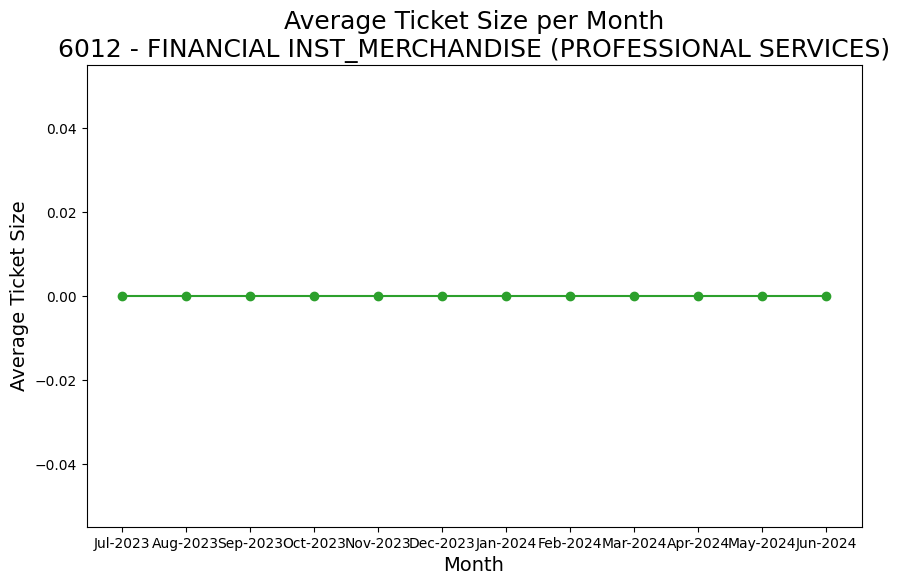 Average Ticket Size per Month
6012 - FINANCIAL INST_MERCHANDISE (PROFESSIONAL SERVICES)
Average Ticket Size
0.04
0.02
0.00
−0.02
−0.04
Jul-2023 Aug-2023 Sep-2023 Oct-2023 Nov-2023 Dec-2023 Jan-2024 Feb-2024 Mar-2024 Apr-2024 May-2024 Jun-2024
Month